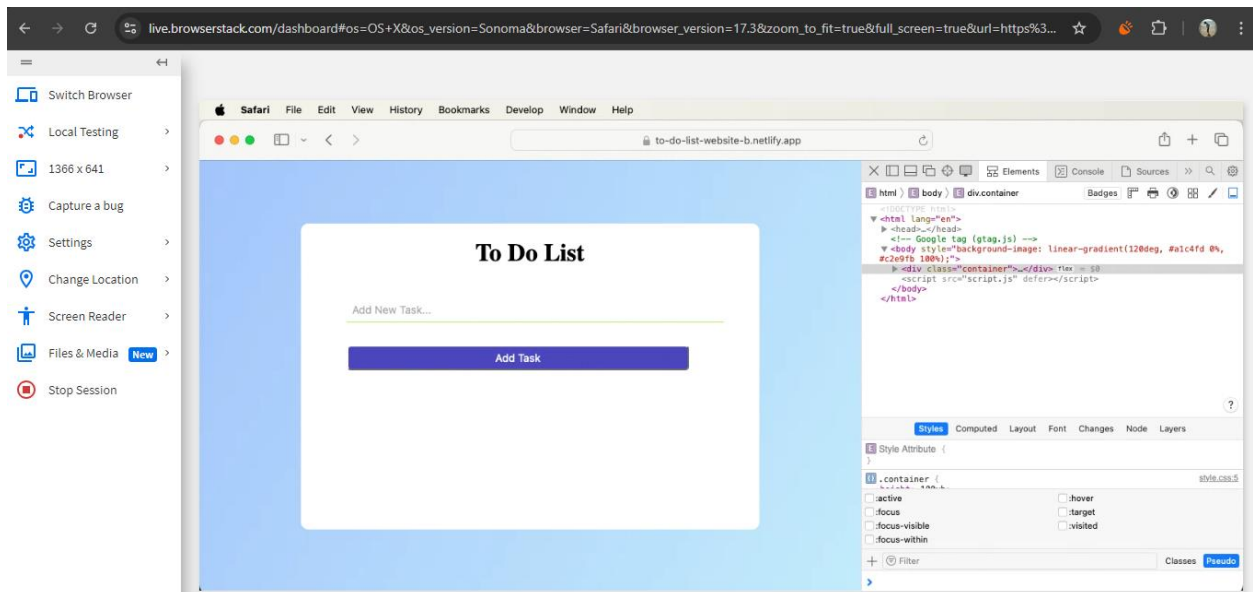 live.browserstack.com/dashboard#os=OS+X&os_version=Sonoma&browser=Safari&browser_version=17.3&zoom_to_fit=true&full_screen=true&url=https%3...
Switch Browser
Local Testing
1366 x 641
Capture a bug
Settings
Change Location
Screen Reader
Files & Media New
Stop Session
Safari File Edit View History Bookmarks Develop Window Help
to-do-list-website-b.netlify.app
To Do List
Add New Task...
Add Task
Elements Console Sources
html body div.container Badges
<!DOCTYPE html>
<html lang="en">
<head>…</head>
<!-- Google tag (gtag.js) -->
<body style="background-image: linear-gradient(120deg, #a1c4fd 0%,
#c2e9fb 100%);">
<div class="container">…</div> flex = $0
<script src="script.js" defer></script>
</body>
</html>
?
Styles Computed Layout Font Changes Node Layers
Style Attribute {
}
.container { style.css:5
:active :hover
:focus :target
:focus-visible :visited
:focus-within
Filter Classes Pseudo